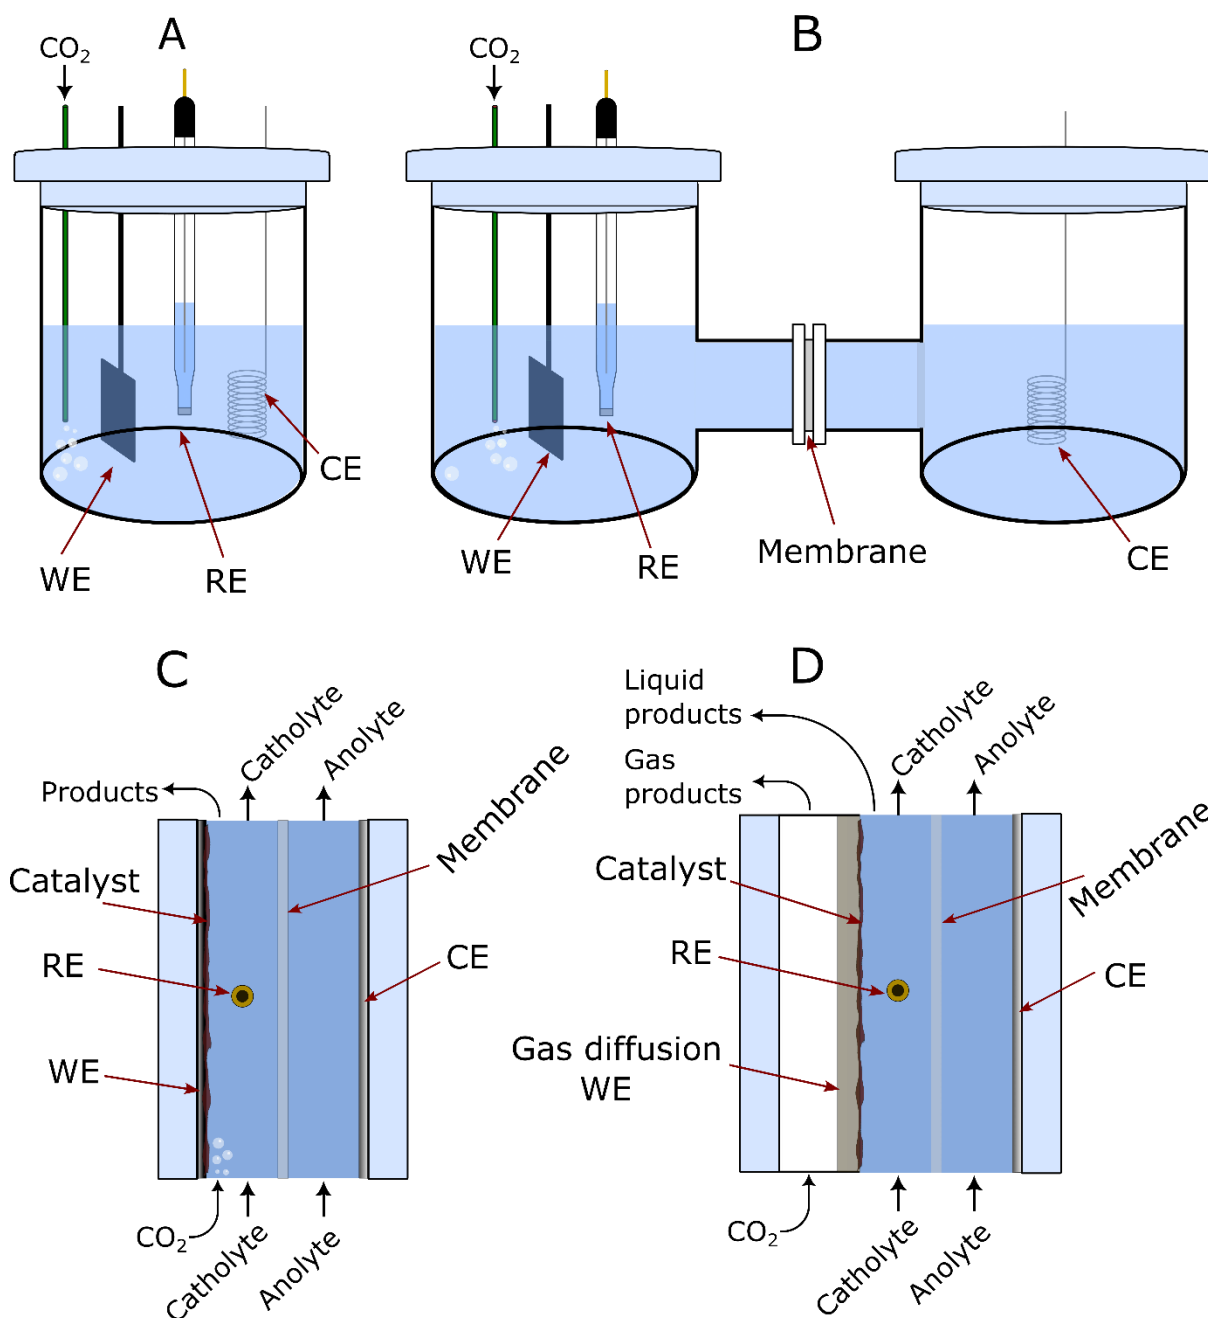 A
CO₂
WE
RE
CE
B
CO₂
WE
RE
Membrane
CE
C
Products
Catholyte
Anolyte
Membrane
Catalyst
RE
CE
WE
CO₂
Catholyte
Anolyte
D
Liquid
products
Gas
products
Catholyte
Anolyte
Membrane
Catalyst
RE
CE
Gas diffusion
WE
CO₂
Catholyte
Anolyte